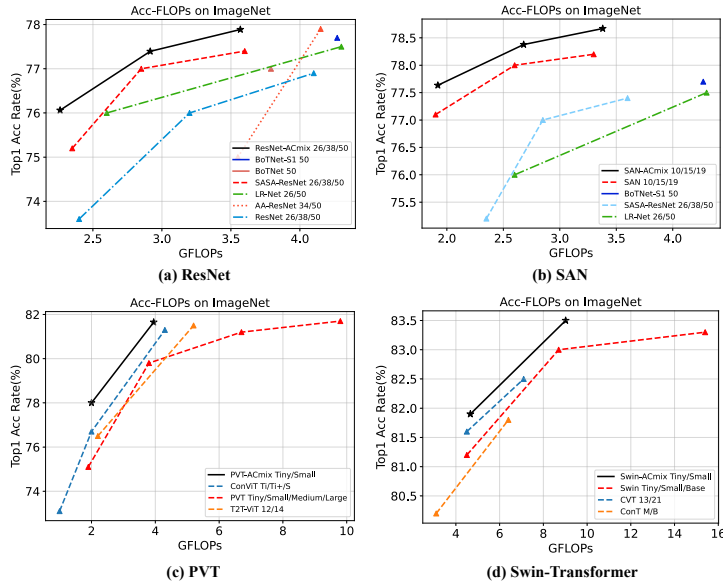 Acc-FLOPs on ImageNet
78
77
76
75
74
73
Top1 Acc Rate(%)
2.5
3.0
3.5
4.0
GFLOPs
ResNet-ACmix 26/38/50
BoTNet-S1 50
BoTNet 50
SASA-ResNet 26/38/50
LR-Net 26/50
AA-ResNet 34/50
ResNet 26/38/50
(a) ResNet
Acc-FLOPs on ImageNet
78.5
78.0
77.5
77.0
76.5
76.0
75.5
Top1 Acc Rate(%)
2.0
2.5
3.0
3.5
4.0
GFLOPs
SAN-ACmix 10/15/19
SAN 10/15/19
BoTNet-S1 50
SASA-ResNet 26/38/50
LR-Net 26/50
(b) SAN
Acc-FLOPs on ImageNet
82
80
78
76
74
Top1 Acc Rate(%)
2
4
6
8
10
GFLOPs
PVT-ACmix Tiny/Small
ConViT Ti/Ti+/S
PVT Tiny/Small/Medium/Large
T2T-ViT 12/14
(c) PVT
Acc-FLOPs on ImageNet
83.5
83.0
82.5
82.0
81.5
81.0
80.5
Top1 Acc Rate(%)
4
6
8
10
12
14
16
GFLOPs
Swin-ACmix Tiny/Small
Swin Tiny/Small/Base
CVT 13/21
ConT M/B
(d) Swin-Transformer